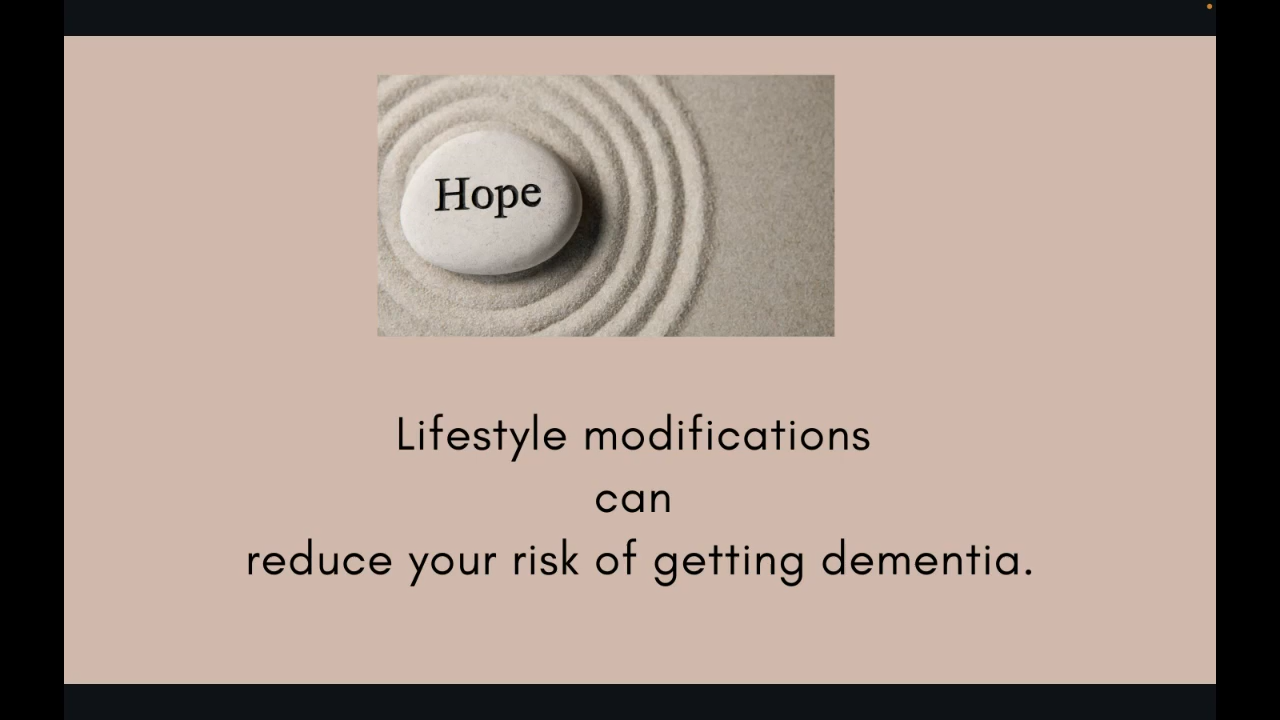 Hope
Lifestyle modifications
can
reduce your risk of getting dementia.